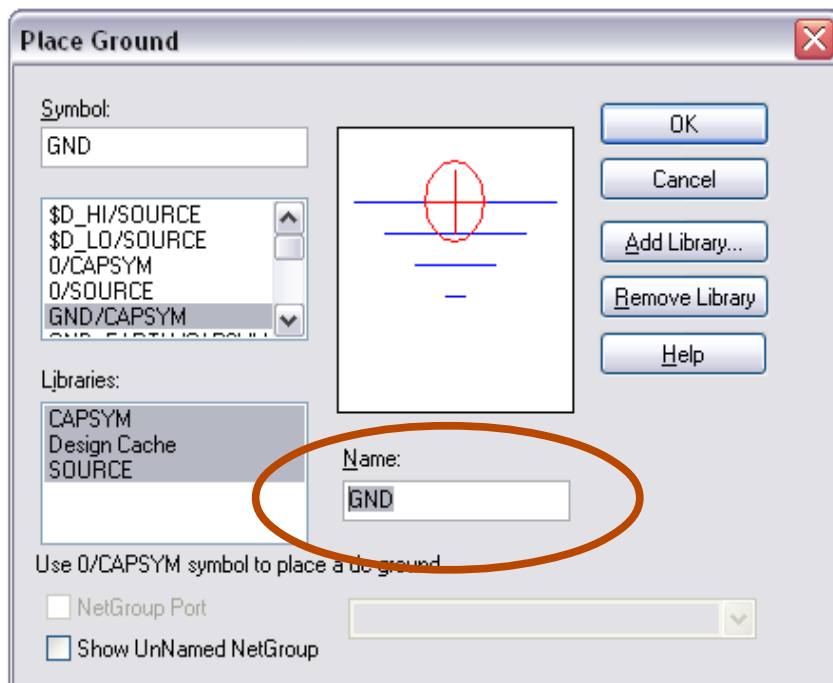 Place Ground
Symbol:
GND
OK
Cancel
$D_HI/SOURCE
$D_LO/SOURCE
0/CAPSYM
0/SOURCE
GND/CAPSYM
Add Library...
Remove Library
Help
Libraries:
CAPSYM
Design Cache
SOURCE
Name:
GND
Use 0/CAPSYM symbol to place a dc ground
NetGroup Port
Show UnNamed NetGroup